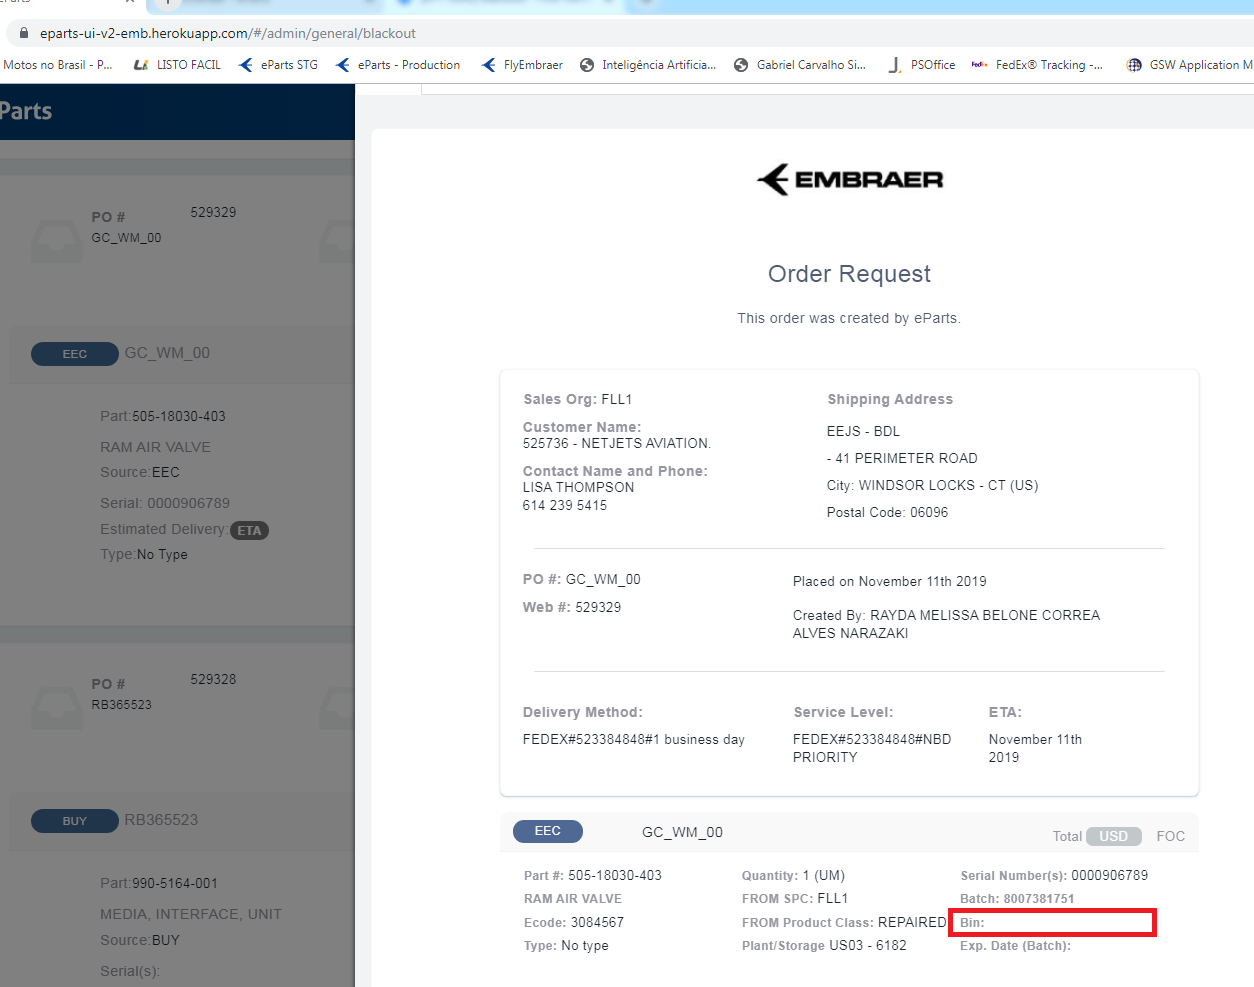 eparts-ui-v2-emb.herokuapp.com/#/admin/general/blackout
Motos no Brasil - P...
LISTO FACIL
eParts STG
eParts - Production
FlyEmbraer
Inteligência Artificia...
Gabriel Carvalho Si...
PSOffice
FedEx® Tracking -...
GSW Application M
Parts
PO #
529329
GC_WM_00
EEC
GC_WM_00
Part:505-18030-403
RAM AIR VALVE
Source:EEC
Serial: 0000906789
Estimated Delivery: ETA
Type:No Type
PO #
529328
RB365523
BUY
RB365523
Part:990-5164-001
MEDIA, INTERFACE, UNIT
Source:BUY
Serial(s):
EMBRAER
Order Request
This order was created by eParts.
Sales Org: FLL1
Customer Name:
525736 - NETJETS AVIATION.
Contact Name and Phone:
LISA THOMPSON
614 239 5415
Shipping Address
EEJS - BDL
- 41 PERIMETER ROAD
City: WINDSOR LOCKS - CT (US)
Postal Code: 06096
PO #: GC_WM_00
Web #: 529329
Placed on November 11th 2019
Created By: RAYDA MELISSA BELONE CORREA
ALVES NARAZAKI
Delivery Method:
FEDEX#523384848#1 business day
Service Level:
FEDEX#523384848#NBD
PRIORITY
ETA:
November 11th
2019
EEC
GC_WM_00
Total USD FOC
Part #: 505-18030-403
RAM AIR VALVE
Ecode: 3084567
Type: No type
Quantity: 1 (UM)
FROM SPC: FLL1
FROM Product Class: REPAIRED
Plant/Storage US03 - 6182
Serial Number(s): 0000906789
Batch: 8007381751
Bin:
Exp. Date (Batch):